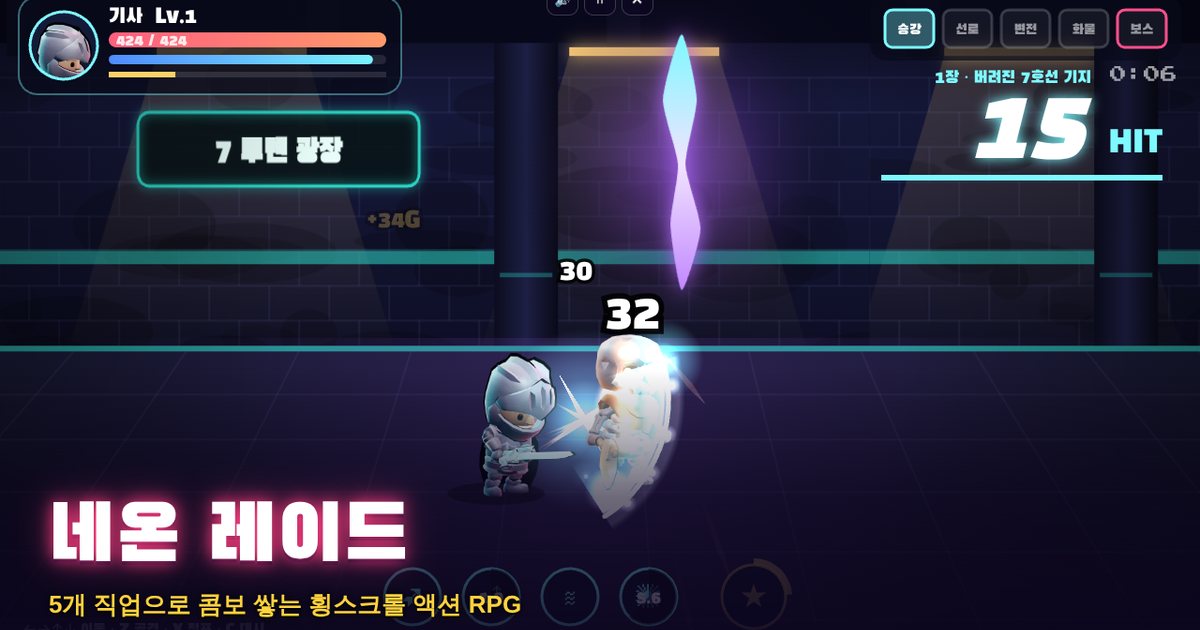 기사 Lv.1
424 / 424
승강
선로
변전
화물
보스
1장 · 버려진 7호선 기지
0:06
15 HIT
7 루멘 광장
+34G
30
32
네온 레이드
5개 직업으로 콤보 쌓는 횡스크롤 액션 RPG